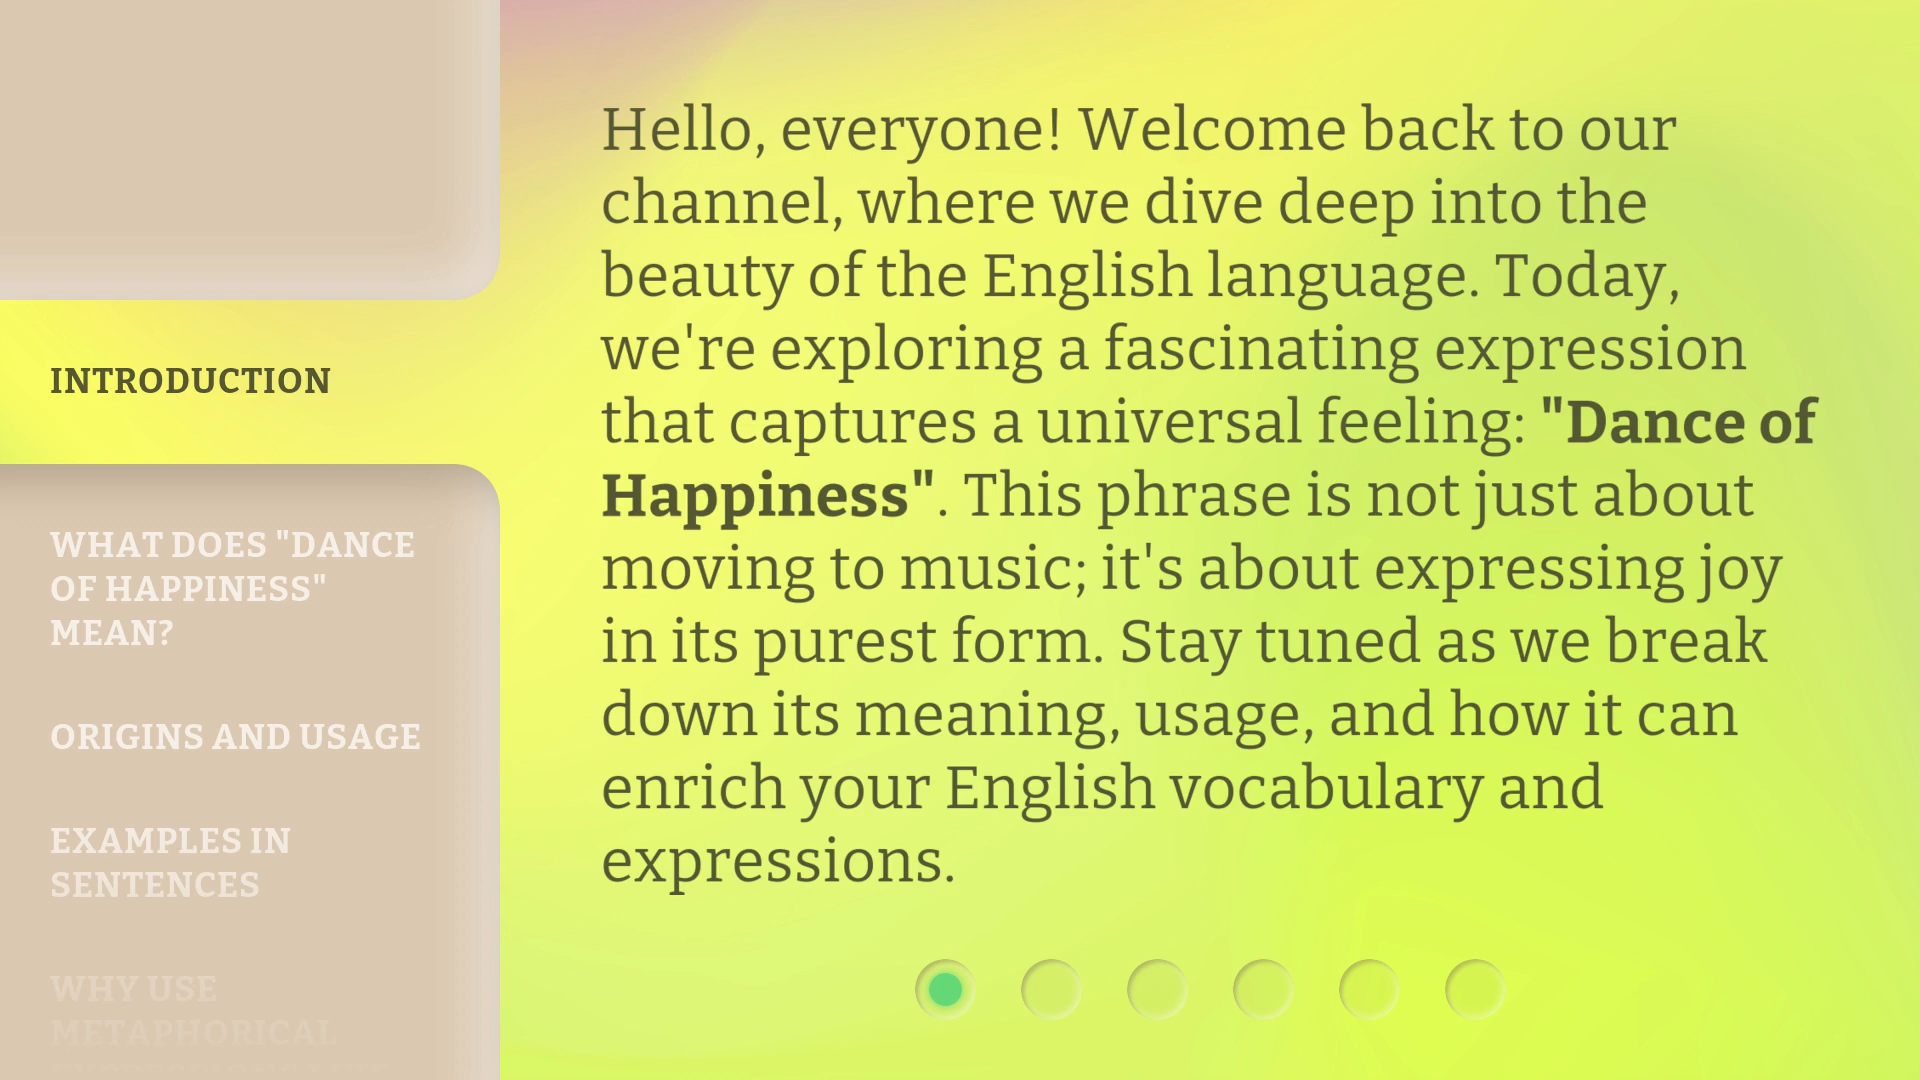 INTRODUCTION
WHAT DOES "DANCE
OF HAPPINESS"
MEAN?
ORIGINS AND USAGE
EXAMPLES IN
SENTENCES
WHY USE
METAPHORICAL
Hello, everyone! Welcome back to our
channel, where we dive deep into the
beauty of the English language. Today,
we're exploring a fascinating expression
that captures a universal feeling: "Dance of
Happiness". This phrase is not just about
moving to music; it's about expressing joy
in its purest form. Stay tuned as we break
down its meaning, usage, and how it can
enrich your English vocabulary and
expressions.